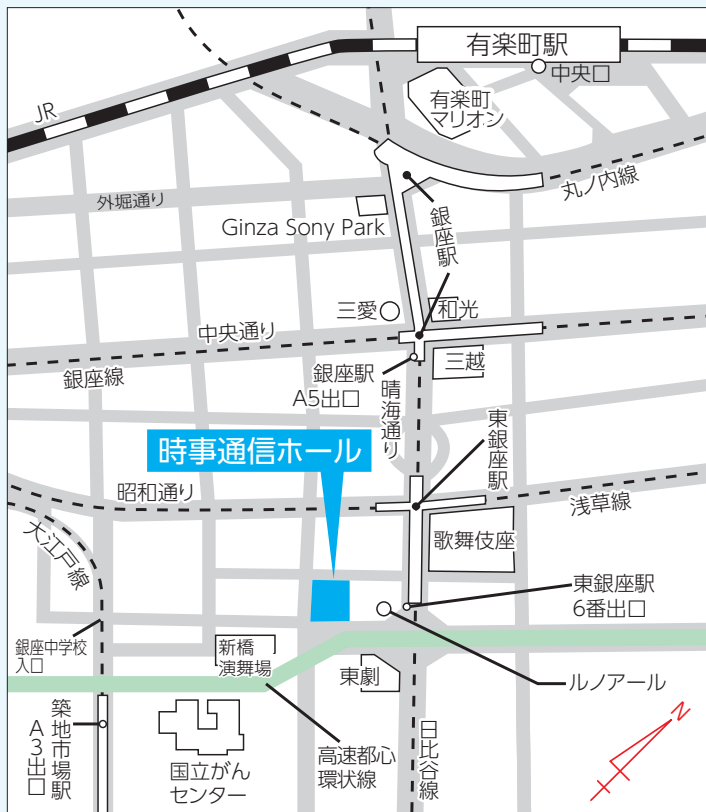 有楽町駅
中央口
JR
有楽町
マリオン
丸ノ内線
外堀通り
Ginza Sony Park
銀座駅
三愛
和光
中央通り
銀座線
銀座駅
A5出口
三越
晴海通り
時事通信ホール
東銀座駅
昭和通り
浅草線
大江戸線
歌舞伎座
東銀座駅
6番出口
銀座中学校
入口
新橋
演舞場
東劇
ルノアール
築地市場駅
A3出口
国立がん
センター
高速都心
環状線
日比谷線
N